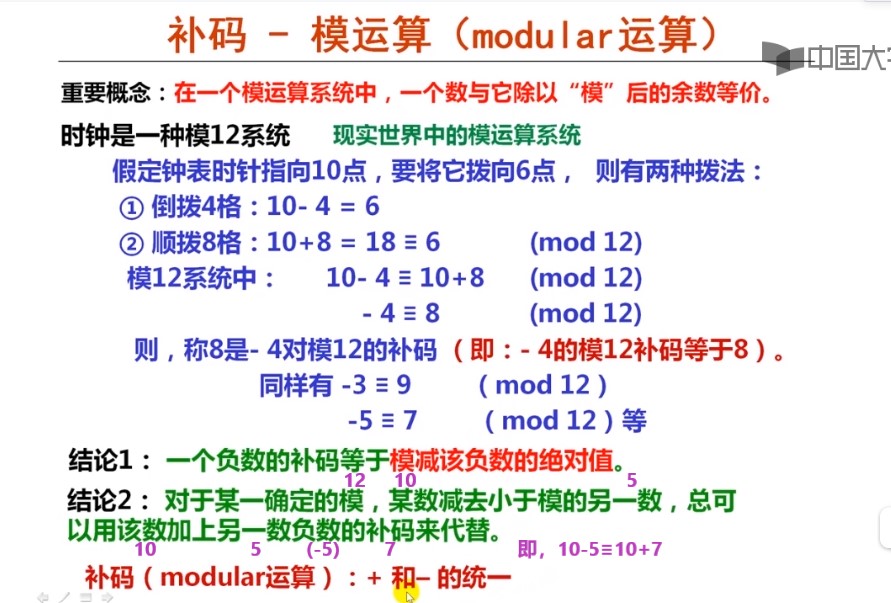 补码 - 模运算（modular运算）
中国大
重要概念：在一个模运算系统中，一个数与它除以“模”后的余数等价。
时钟是一种模12系统 现实世界中的模运算系统
假定钟表时针指向10点，要将它拨向6点， 则有两种拨法：
① 倒拨4格：10- 4 = 6
② 顺拨8格：10+8 = 18 ≡ 6 (mod 12)
模12系统中： 10- 4 ≡ 10+8 (mod 12)
- 4 ≡ 8 (mod 12)
则，称8是- 4对模12的补码 （即：- 4的模12补码等于8）。
同样有 -3 ≡ 9 （mod 12）
-5 ≡ 7 （mod 12）等
结论1： 一个负数的补码等于模减该负数的绝对值。
12 10 5
结论2： 对于某一确定的模，某数减去小于模的另一数，总可
以用该数加上另一数负数的补码来代替。
10 5 (-5) 7 即，10-5≡10+7
补码（modular运算）：+ 和– 的统一